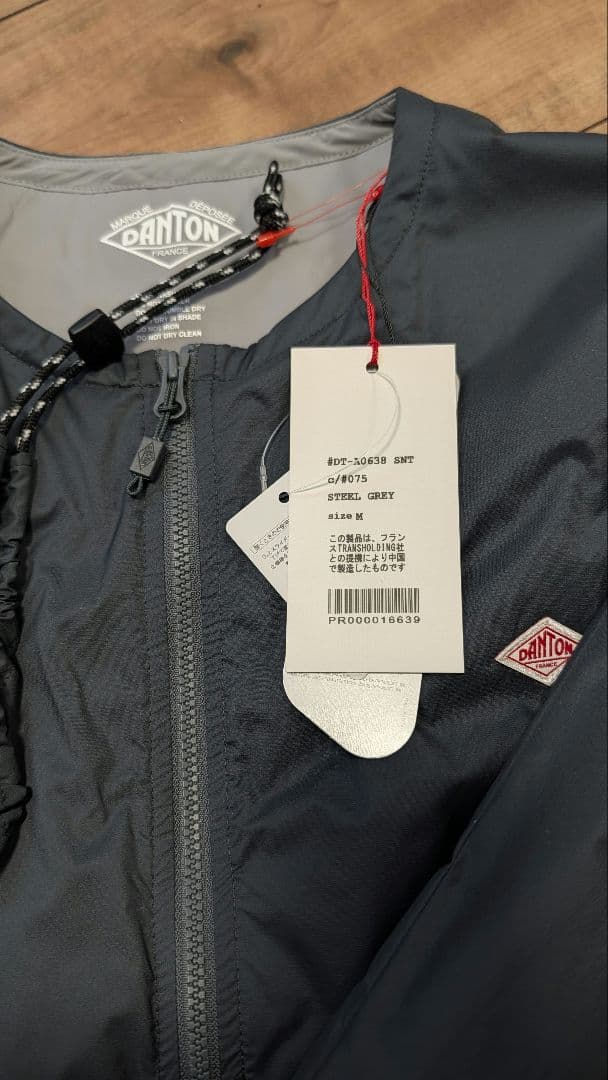 MARQUE DÉPOSÉE
DANTON
FRANCE
DRY IN SHADE
DO NOT IRON
DO NOT DRY CLEAN
#DT-A0638 SNT
c/#075
STEEL GREY
size M
この製品は、フラン
スTRANSHOLDING社
との提携により中国
で製造したものです
PR000016639
DANTON
FRANCE